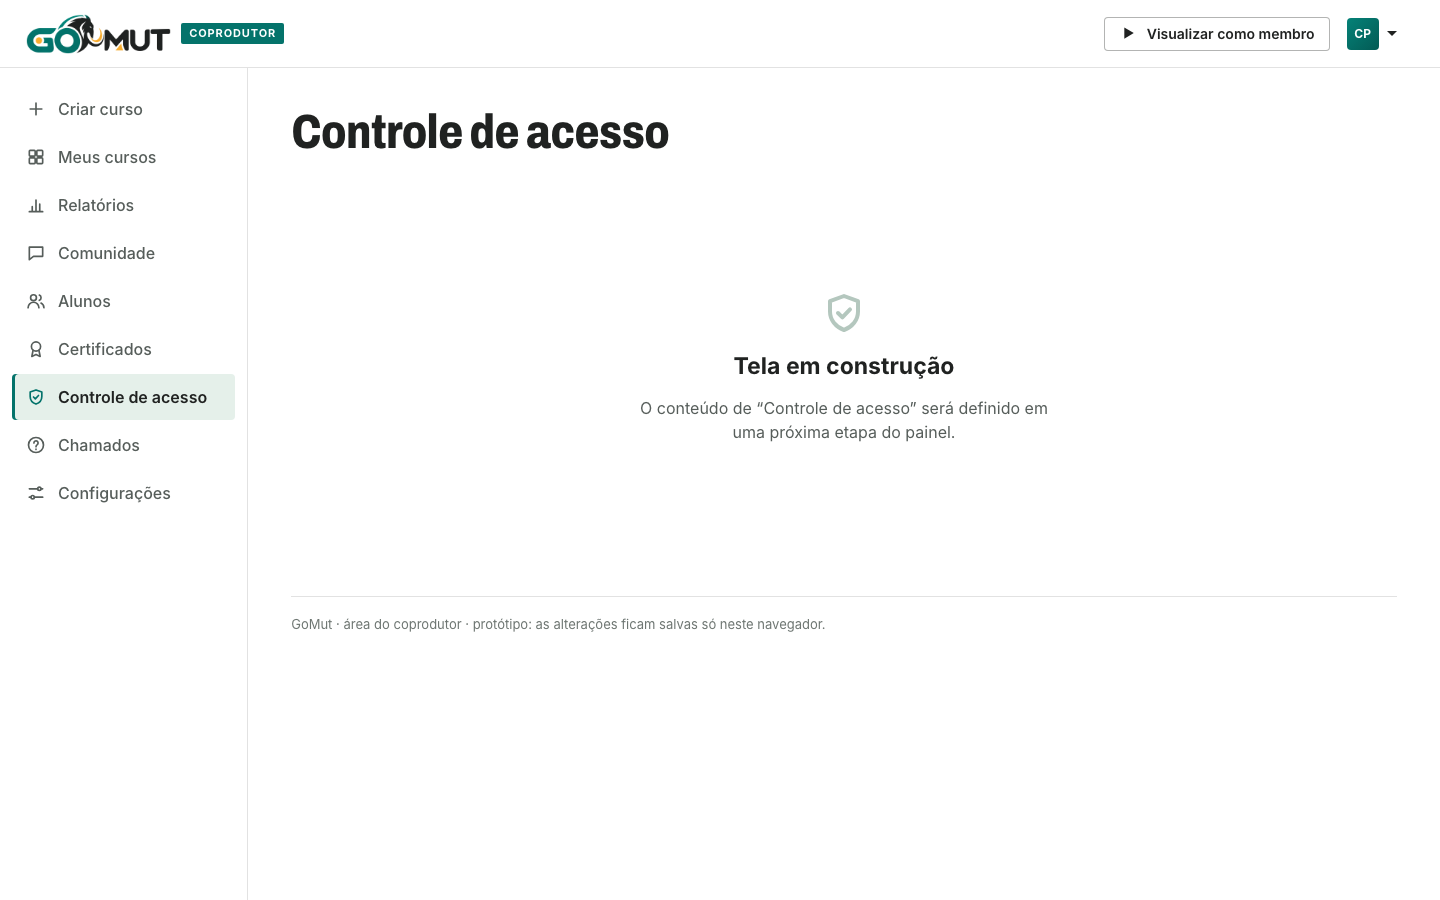 GOMUT
COPRODUTOR
Visualizar como membro
CP
Criar curso
Meus cursos
Relatórios
Comunidade
Alunos
Certificados
Controle de acesso
Chamados
Configurações
Controle de acesso
Tela em construção
O conteúdo de “Controle de acesso” será definido em
uma próxima etapa do painel.
GoMut · área do coprodutor · protótipo: as alterações ficam salvas só neste navegador.